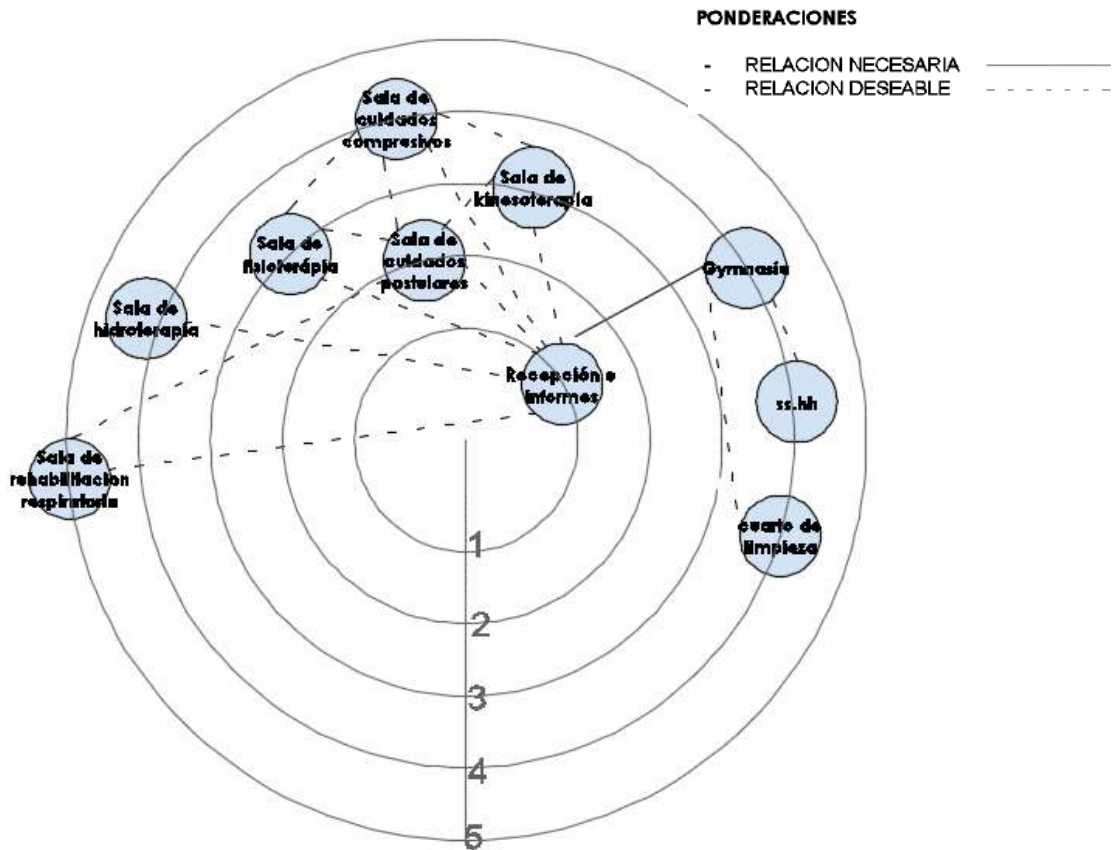 PONDERACIONES
- RELACION NECESARIA
- RELACION DESEABLE
Sala de
cuidados
compresivos
Sala de
kinesoterapia
Sala de
fisioterápia
Sala de
cuidados
postulares
Gymnasio
Sala de
hidroterapia
Recepción e
informes
ss.hh
Sala de
rehabilitacion
respiratoria
cuarto de
limpieza
1
2
3
4
5